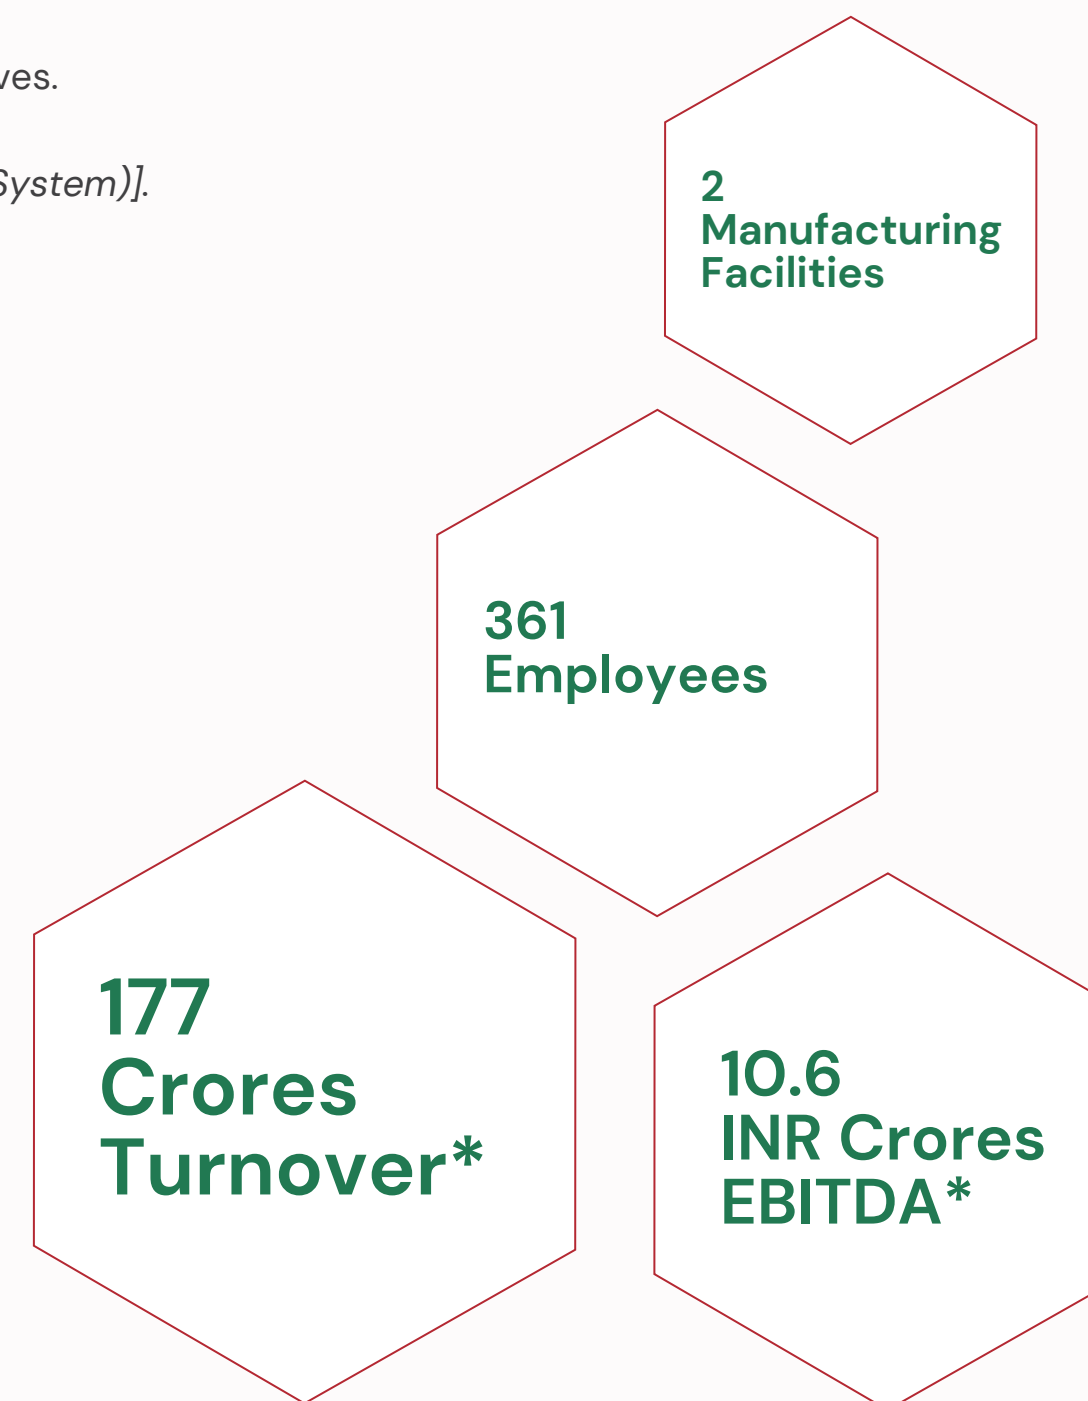 ves.
System)].
2
Manufacturing
Facilities
361
Employees
177
Crores
Turnover*
10.6
INR Crores
EBITDA*